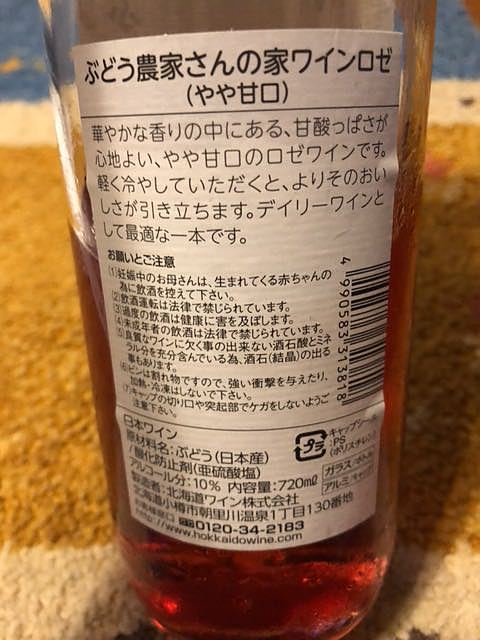 ぶどう農家さんの家ワインロゼ
(やや甘口)
華やかな香りの中にある、甘酸っぱさが
心地よい、やや甘口のロゼワインです。
軽く冷やしていただくと、よりそのおい
しさが引き立ちます。デイリーワインと
して最適な一本です。
お願いとご注意
(1)妊娠中のお母さんは、生まれてくる赤ちゃんの
為に飲酒を控えて下さい。
(2)飲酒運転は法律で禁じられています。
(3)過度の飲酒は健康に害を及ぼします。
(4)未成年者の飲酒は法律で禁じられています。
(5)良質なワインに欠く事の出来ない酒石酸とミネ
ラル分を充分含んでいる為、酒石(結晶)の出る
事もあります。
(6)ビンは割れ物ですので、強い衝撃を与えたり、
加熱・冷凍はしないで下さい。
(7)キャップの切り口や突起部でケガをしないようご
注意下さい。
4 990583 313818
日本ワイン
原材料名:ぶどう(日本産)
/酸化防止剤(亜硫酸塩)
アルコール分:10% 内容量:720ml
製造者:北海道ワイン株式会社
北海道小樽市朝里川温泉1丁目130番地
0120-34-2183
http://www.hokkaidowine.com
プラ
キャップシール
:PS
(ポリスチレン)
ガラス/ボトル
アルミ/キャップ